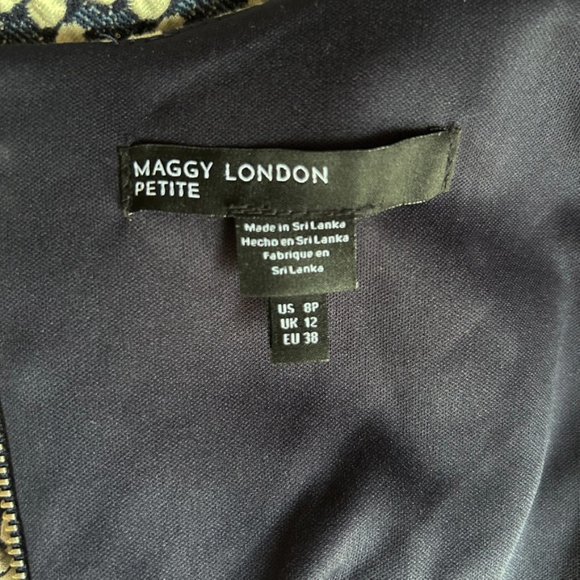 MAGGY LONDON
PETITE
Made in Sri Lanka
Hecho en Sri Lanka
Fabrique en
Sri Lanka
US 8P
UK 12
EU 38